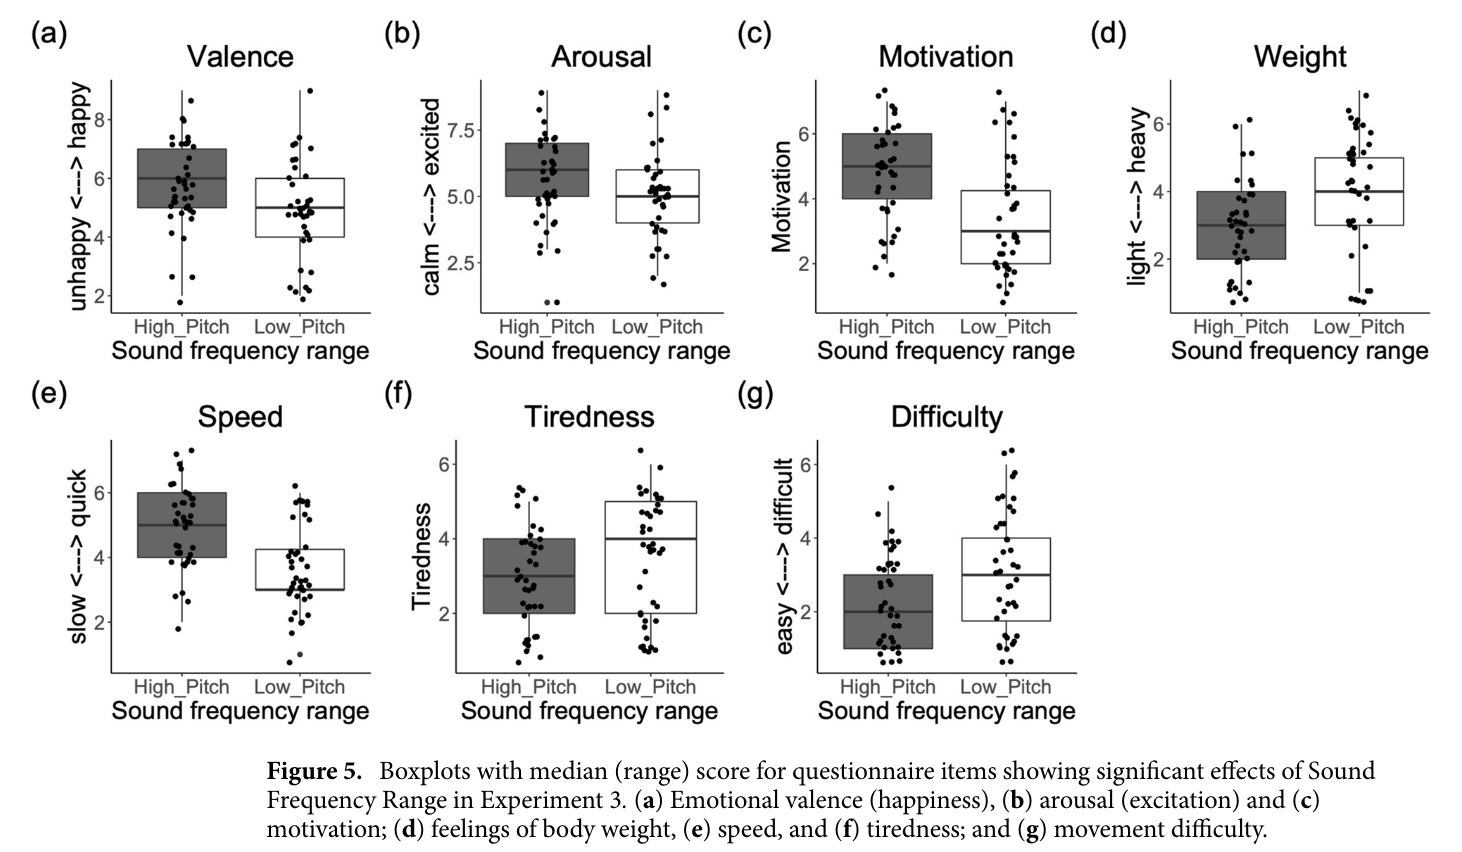 (a)
Valence
unhappy <---> happy
8
6
4
2
High_Pitch Low_Pitch
Sound frequency range
(b)
Arousal
calm <---> excited
7.5
5.0
2.5
High_Pitch Low_Pitch
Sound frequency range
(c)
Motivation
Motivation
6
4
2
High_Pitch Low_Pitch
Sound frequency range
(d)
Weight
light <---> heavy
6
4
2
High_Pitch Low_Pitch
Sound frequency range
(e)
Speed
slow <---> quick
6
4
2
High_Pitch Low_Pitch
Sound frequency range
(f)
Tiredness
Tiredness
6
4
2
High_Pitch Low_Pitch
Sound frequency range
(g)
Difficulty
easy <---> difficult
6
4
2
High_Pitch Low_Pitch
Sound frequency range
Figure 5. Boxplots with median (range) score for questionnaire items showing significant effects of Sound
Frequency Range in Experiment 3. (a) Emotional valence (happiness), (b) arousal (excitation) and (c)
motivation; (d) feelings of body weight, (e) speed, and (f) tiredness; and (g) movement difficulty.